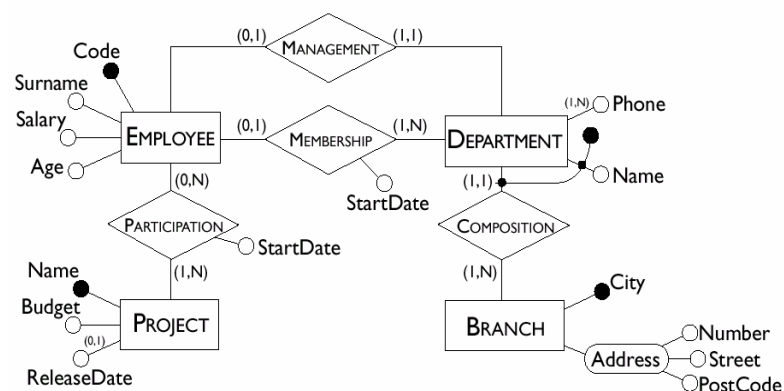 (0,1) MANAGEMENT (1,1)
Code
Surname
Salary
Age
EMPLOYEE
(0,1) MEMBERSHIP (1,N)
StartDate
DEPARTMENT
(1,N) Phone
Name
(0,N)
PARTICIPATION
StartDate
(1,N)
(1,1)
COMPOSITION
(1,N)
Name
Budget
(0,1)
ReleaseDate
PROJECT
BRANCH
City
Address
Number
Street
PostCode